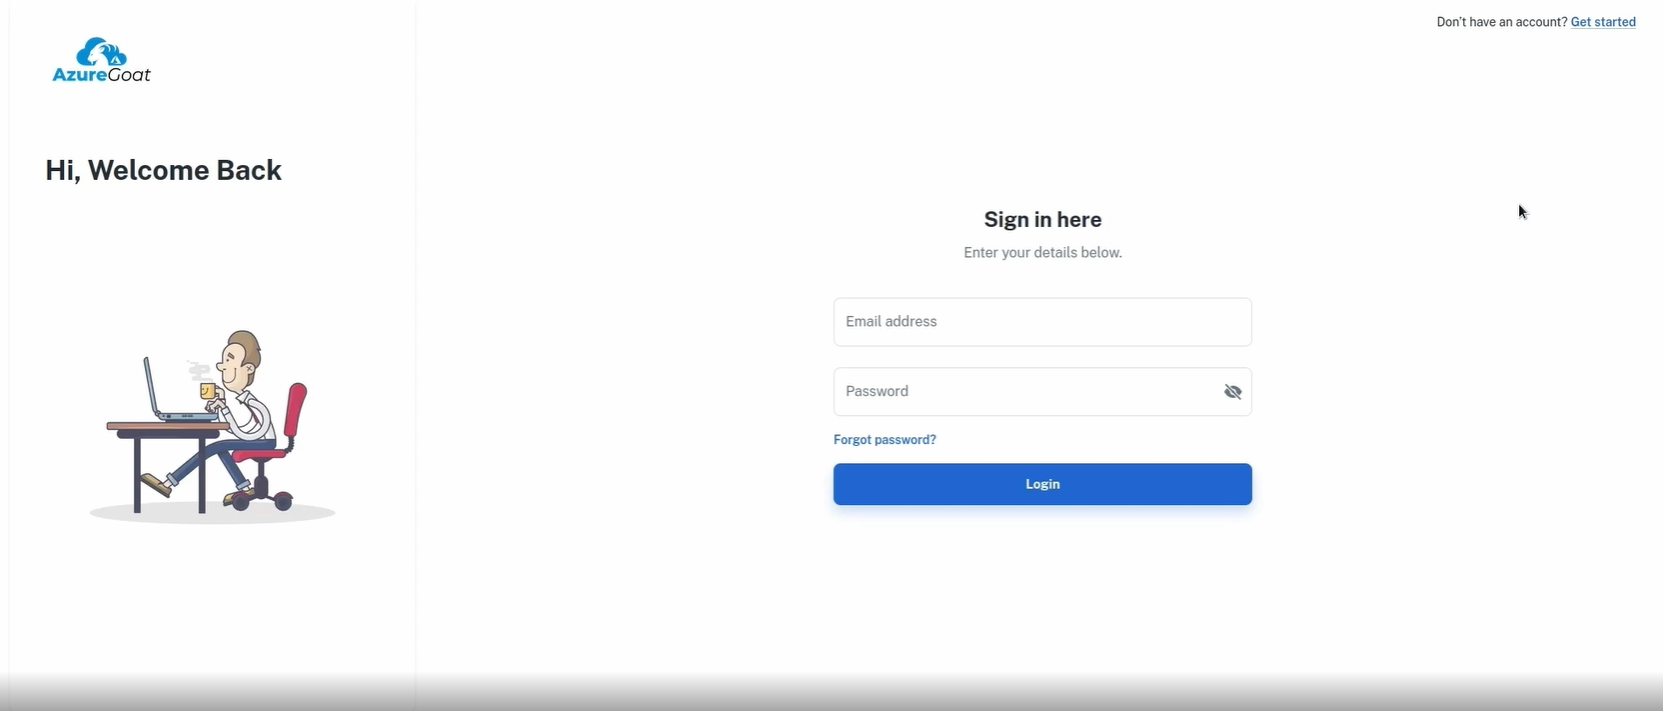 Don't have an account? Get started
AzureGoat
Hi, Welcome Back
Sign in here
Enter your details below.
Email address
Password
Forgot password?
Login